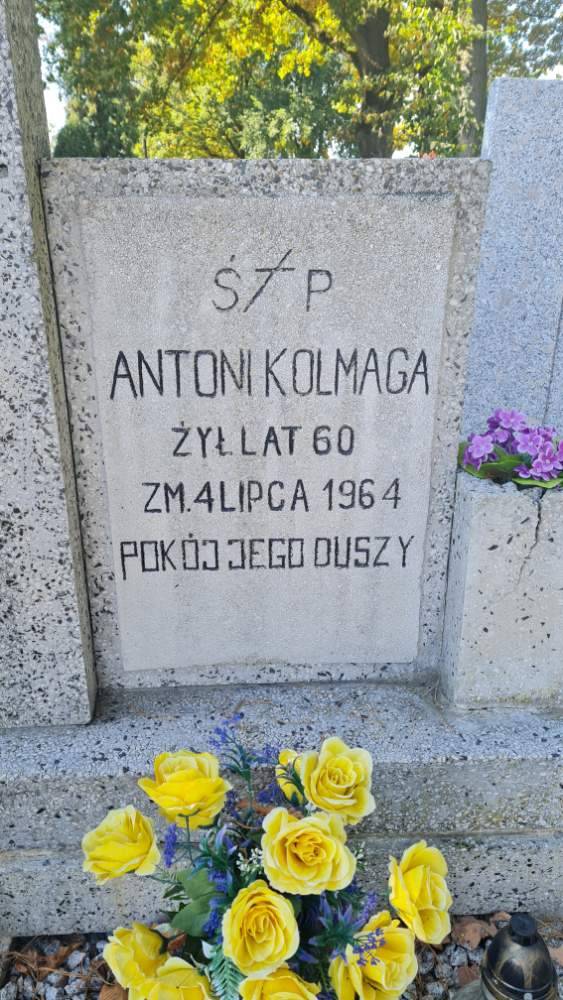 Ś † P
ANTONI KOLMAGA
ŻYŁ LAT 60
ZM. 4 LIPCA 1964
POKÓJ JEGO DUSZY